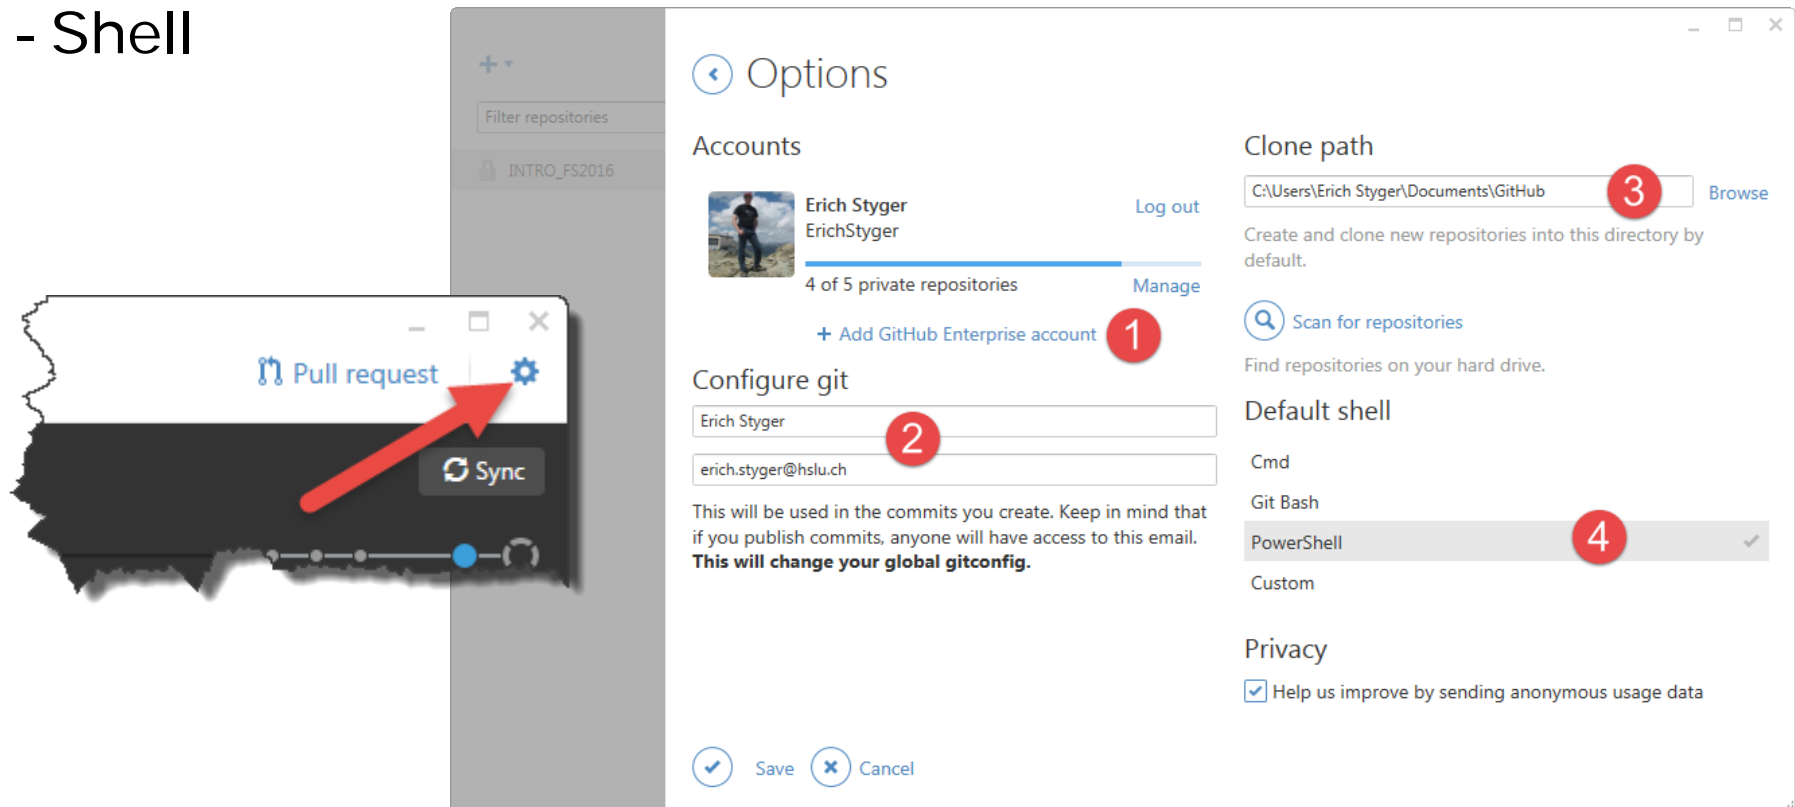 - Shell
Filter repositories
INTRO_FS2016
Pull request
Sync
Options
Accounts
Erich Styger
ErichStyger
Log out
4 of 5 private repositories
Manage
+ Add GitHub Enterprise account
1
Configure git
Erich Styger
2
erich.styger@hslu.ch
This will be used in the commits you create. Keep in mind that
if you publish commits, anyone will have access to this email.
This will change your global gitconfig.
Save
Cancel
Clone path
C:\Users\Erich Styger\Documents\GitHub
3
Browse
Create and clone new repositories into this directory by
default.
Scan for repositories
Find repositories on your hard drive.
Default shell
Cmd
Git Bash
PowerShell
4
Custom
Privacy
Help us improve by sending anonymous usage data